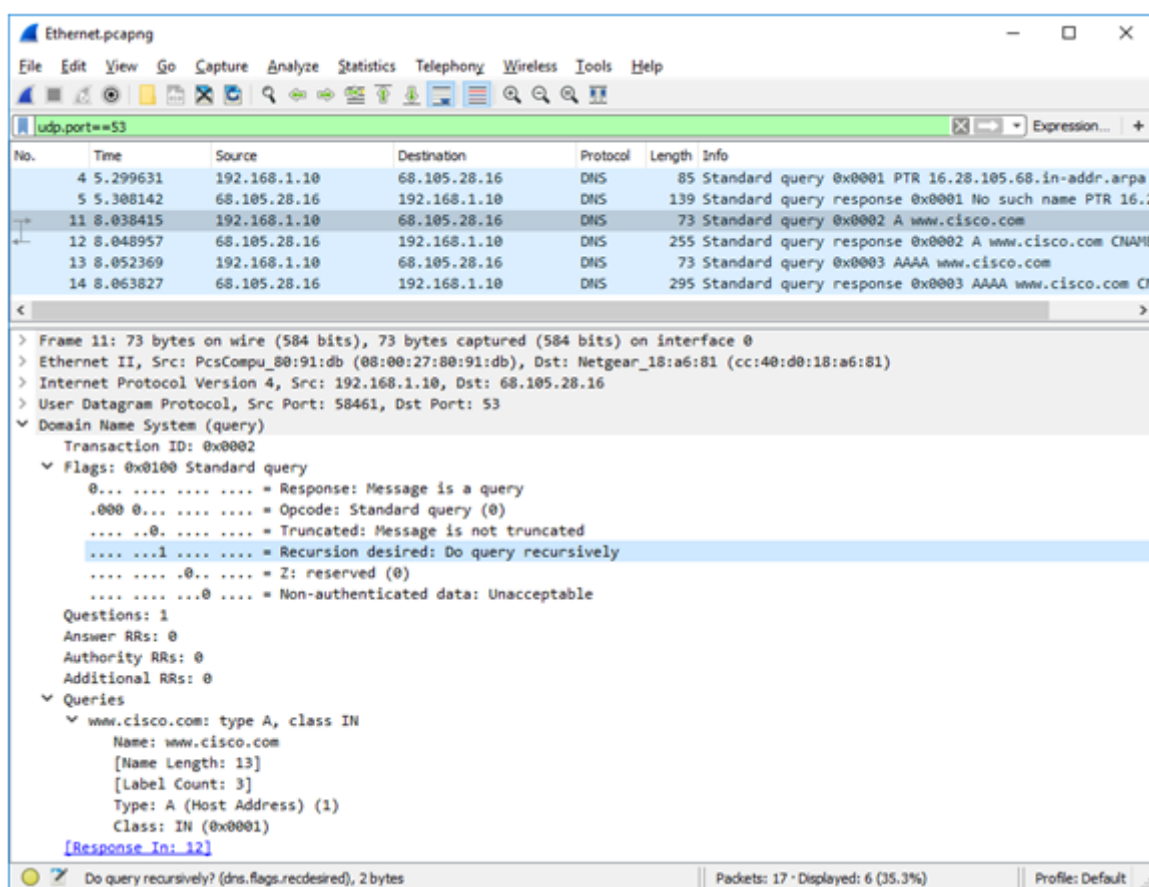 Ethernet.pcapng
File Edit View Go Capture Analyze Statistics Telephony Wireless Tools Help
udp.port==53 Expression... +
No. Time Source Destination Protocol Length Info
4 5.299631 192.168.1.10 68.105.28.16 DNS 85 Standard query 0x0001 PTR 16.28.105.68.in-addr.arpa
5 5.308142 68.105.28.16 192.168.1.10 DNS 139 Standard query response 0x0001 No such name PTR 16.2
11 8.038415 192.168.1.10 68.105.28.16 DNS 73 Standard query 0x0002 A www.cisco.com
12 8.048957 68.105.28.16 192.168.1.10 DNS 255 Standard query response 0x0002 A www.cisco.com CNAME
13 8.052369 192.168.1.10 68.105.28.16 DNS 73 Standard query 0x0003 AAAA www.cisco.com
14 8.063827 68.105.28.16 192.168.1.10 DNS 295 Standard query response 0x0003 AAAA www.cisco.com
Frame 11: 73 bytes on wire (584 bits), 73 bytes captured (584 bits) on interface 0
Ethernet II, Src: PcsCompu_80:91:db (08:00:27:80:91:db), Dst: Netgear_18:a6:81 (cc:40:d0:18:a6:81)
Internet Protocol Version 4, Src: 192.168.1.10, Dst: 68.105.28.16
User Datagram Protocol, Src Port: 58461, Dst Port: 53
Domain Name System (query)
Transaction ID: 0x0002
Flags: 0x0100 Standard query
0... .... .... .... = Response: Message is a query
.000 0... .... .... = Opcode: Standard query (0)
.... ..0. .... .... = Truncated: Message is not truncated
.... ...1 .... .... = Recursion desired: Do query recursively
.... .... .0.. .... = Z: reserved (0)
.... .... ...0 .... = Non-authenticated data: Unacceptable
Questions: 1
Answer RRs: 0
Authority RRs: 0
Additional RRs: 0
Queries
www.cisco.com: type A, class IN
Name: www.cisco.com
[Name Length: 13]
[Label Count: 3]
Type: A (Host Address) (1)
Class: IN (0x0001)
[Response In: 12]
Do query recursively? (dns.flags.recdesired), 2 bytes Packets: 17 · Displayed: 6 (35.3%) Profile: Default